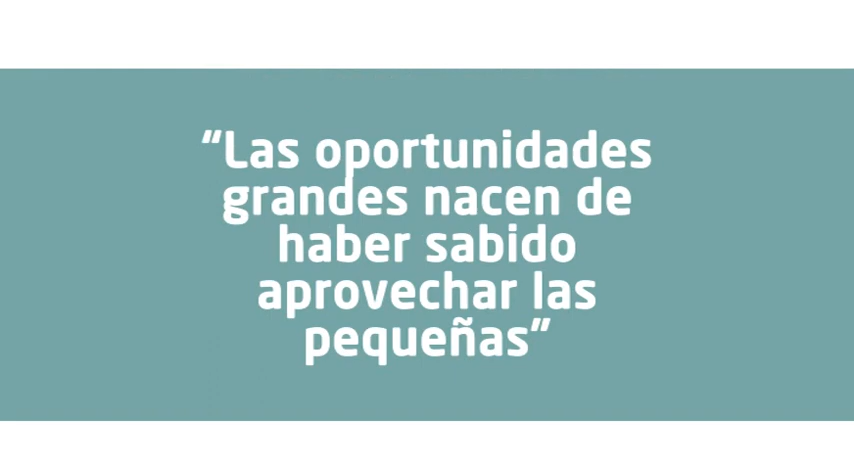 “Las oportunidades
grandes nacen de
haber sabido
aprovechar las
pequeñas”